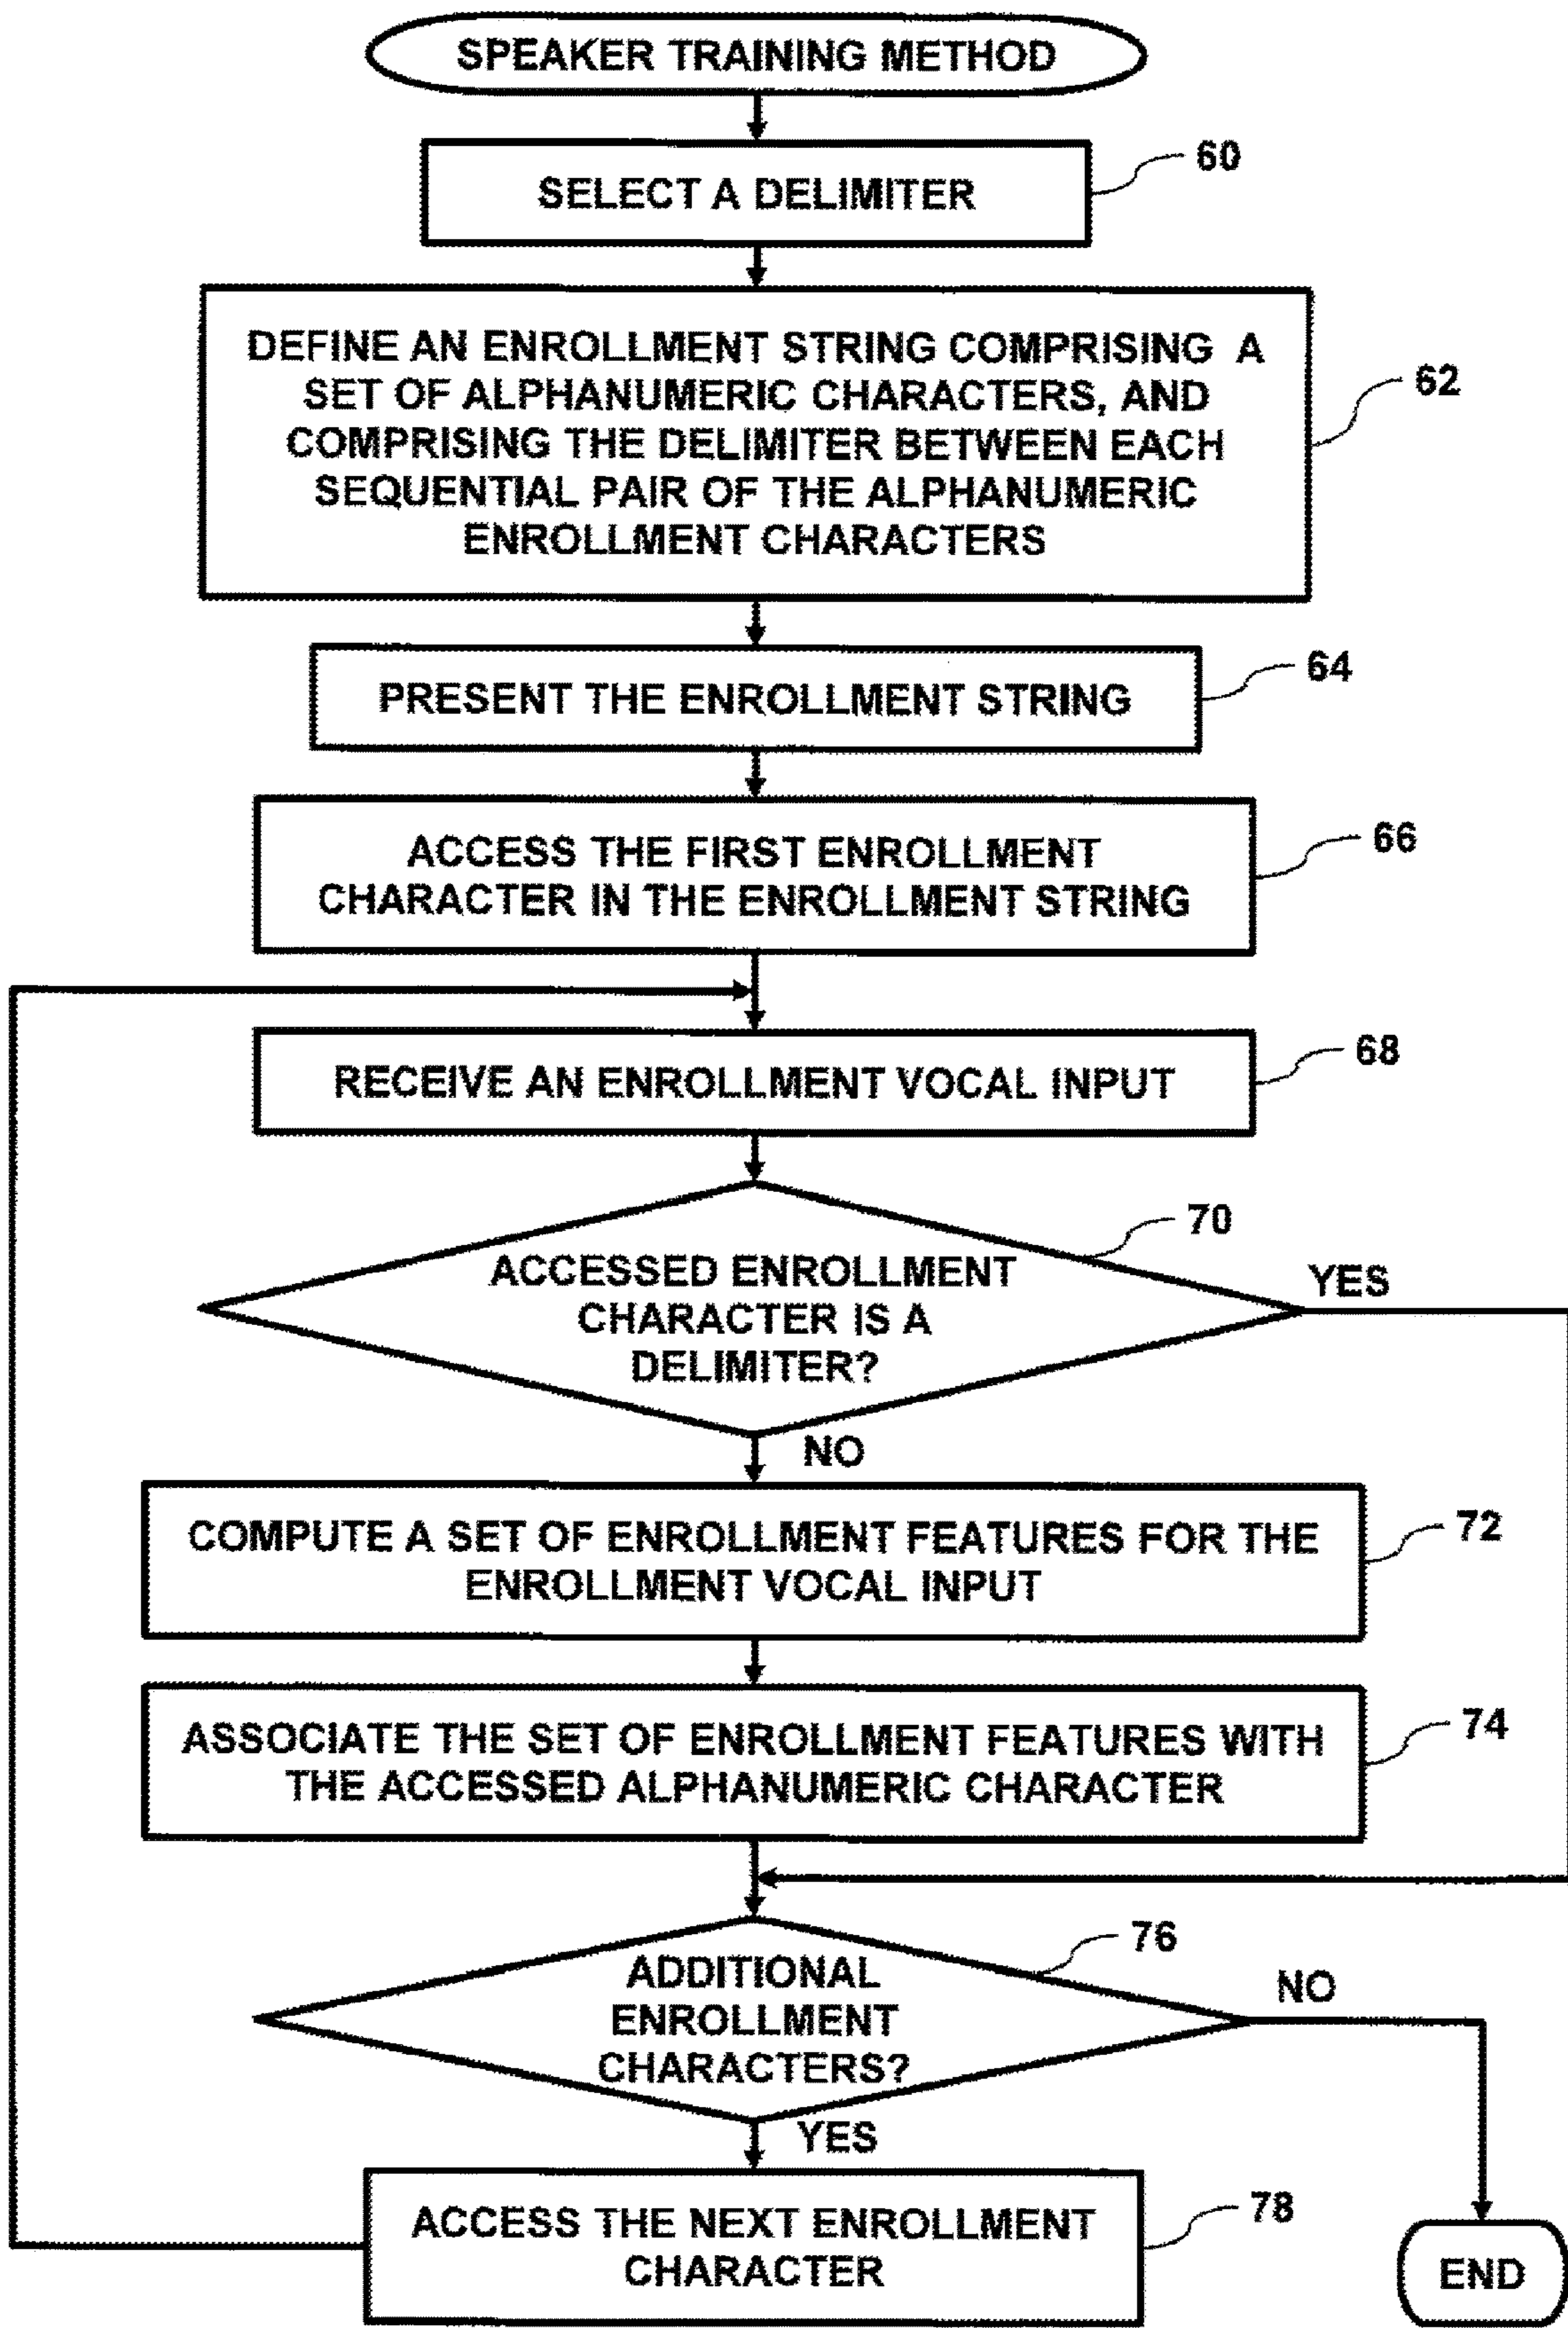 SPEAKER TRAINING METHOD
60
SELECT A DELIMITER
DEFINE AN ENROLLMENT STRING COMPRISING A
SET OF ALPHANUMERIC CHARACTERS, AND
COMPRISING THE DELIMITER BETWEEN EACH
SEQUENTIAL PAIR OF THE ALPHANUMERIC
ENROLLMENT CHARACTERS
62
PRESENT THE ENROLLMENT STRING
64
ACCESS THE FIRST ENROLLMENT
CHARACTER IN THE ENROLLMENT STRING
66
RECEIVE AN ENROLLMENT VOCAL INPUT
68
ACCESSED ENROLLMENT
CHARACTER IS A
DELIMITER?
70
YES
NO
COMPUTE A SET OF ENROLLMENT FEATURES FOR THE
ENROLLMENT VOCAL INPUT
72
ASSOCIATE THE SET OF ENROLLMENT FEATURES WITH
THE ACCESSED ALPHANUMERIC CHARACTER
74
ADDITIONAL
ENROLLMENT
CHARACTERS?
76
NO
YES
ACCESS THE NEXT ENROLLMENT
CHARACTER
78
END